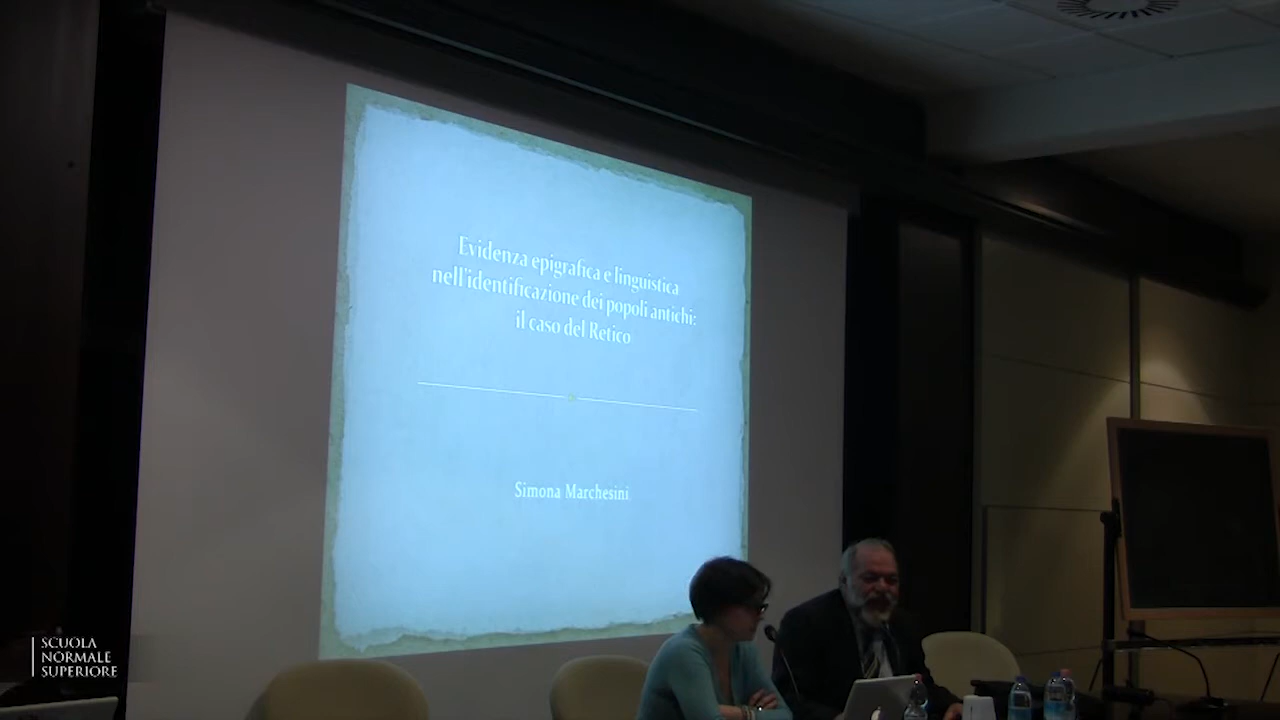 Evidenza epigrafica e linguistica
nell'identificazione dei popoli antichi:
il caso del Retico
Simona Marchesini
SCUOLA
NORMALE
SUPERIORE